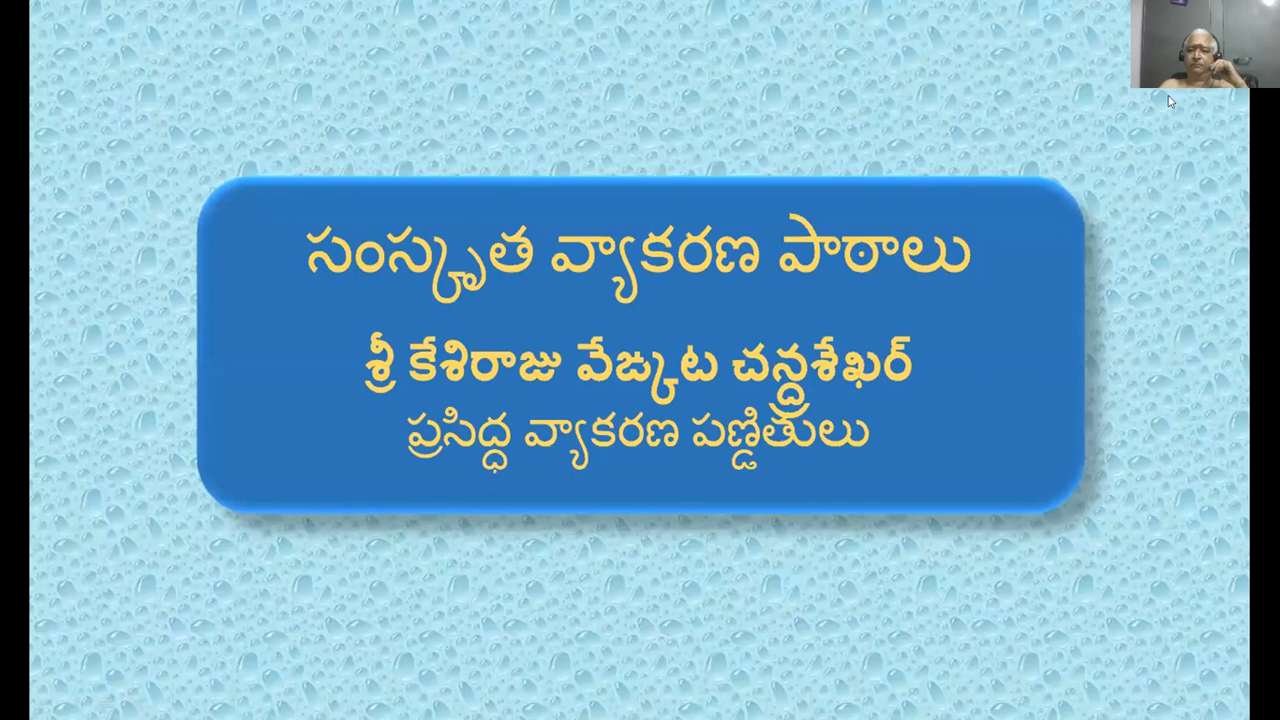 సంస్కృత వ్యాకరణ పాఠాలు
శ్రీ కేశిరాజు వేఙ్కట చన్ద్రశేఖర్
ప్రసిద్ధ వ్యాకరణ పణ్డితులు